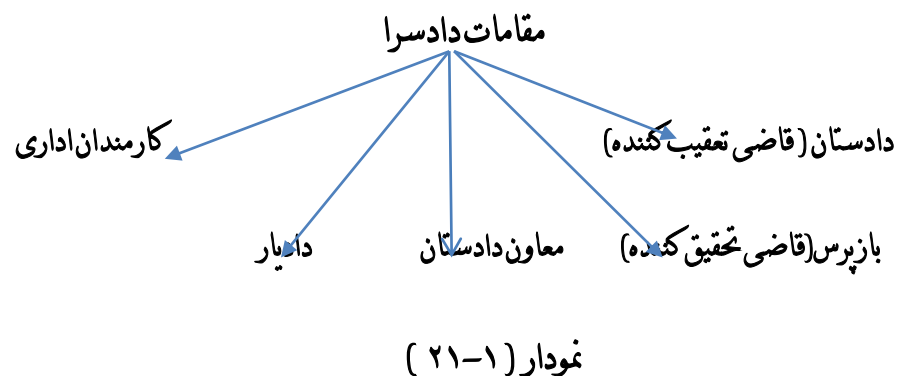 مقامات دادسرا
دادستان (قاضی تعقیب کننده) کارمندان اداری
بازپرس (قاضی تحقیق کننده) معاون دادستان دادیار
نمودار (۱-۲۱)